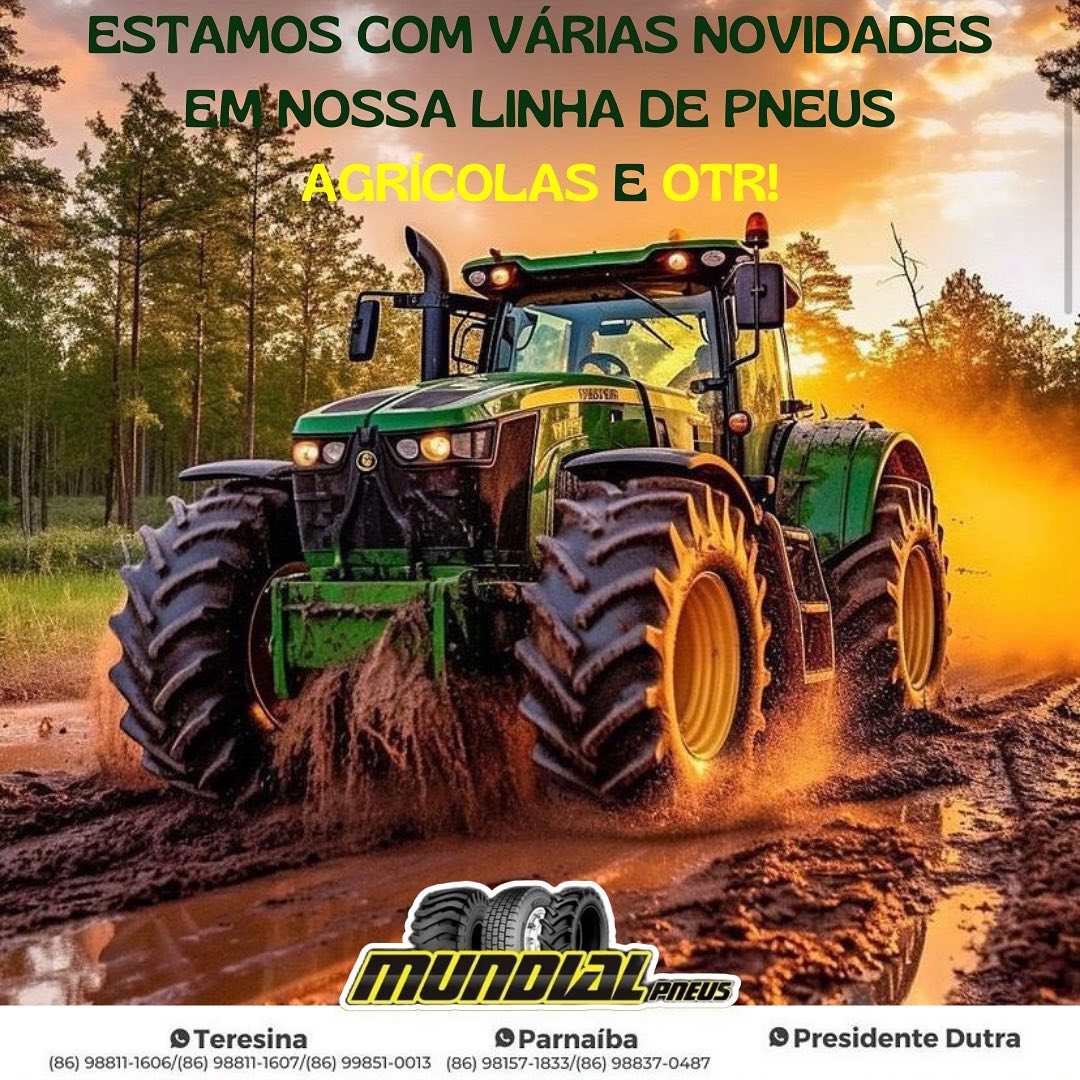 ESTAMOS COM VÁRIAS NOVIDADES
EM NOSSA LINHA DE PNEUS
AGRÍCOLAS E OTR!
MUNDIAL
PNEUS
Teresina
(86) 98811-1606/(86) 98811-1607/(86) 99851-0013
Parnaíba
(86) 98157-1833/(86) 98837-0487
Presidente Dutra